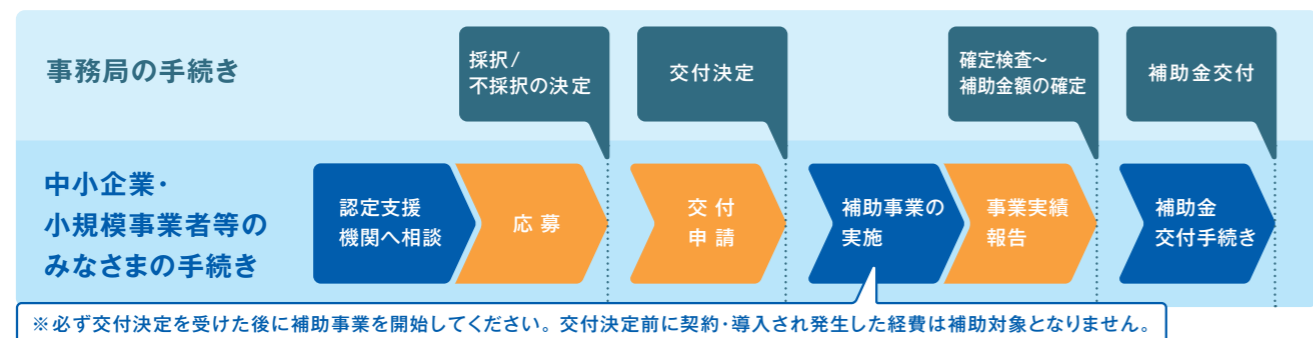 事務局の手続き
採択/
不採択の決定
交付決定
確定検査~
補助金額の確定
補助金交付
中小企業・
小規模事業者等の
みなさまの手続き
認定支援
機関へ相談
応募
交付
申請
補助事業の
実施
事業実績
報告
補助金
交付手続き
※必ず交付決定を受けた後に補助事業を開始してください。交付決定前に契約・導入され発生した経費は補助対象となりません。